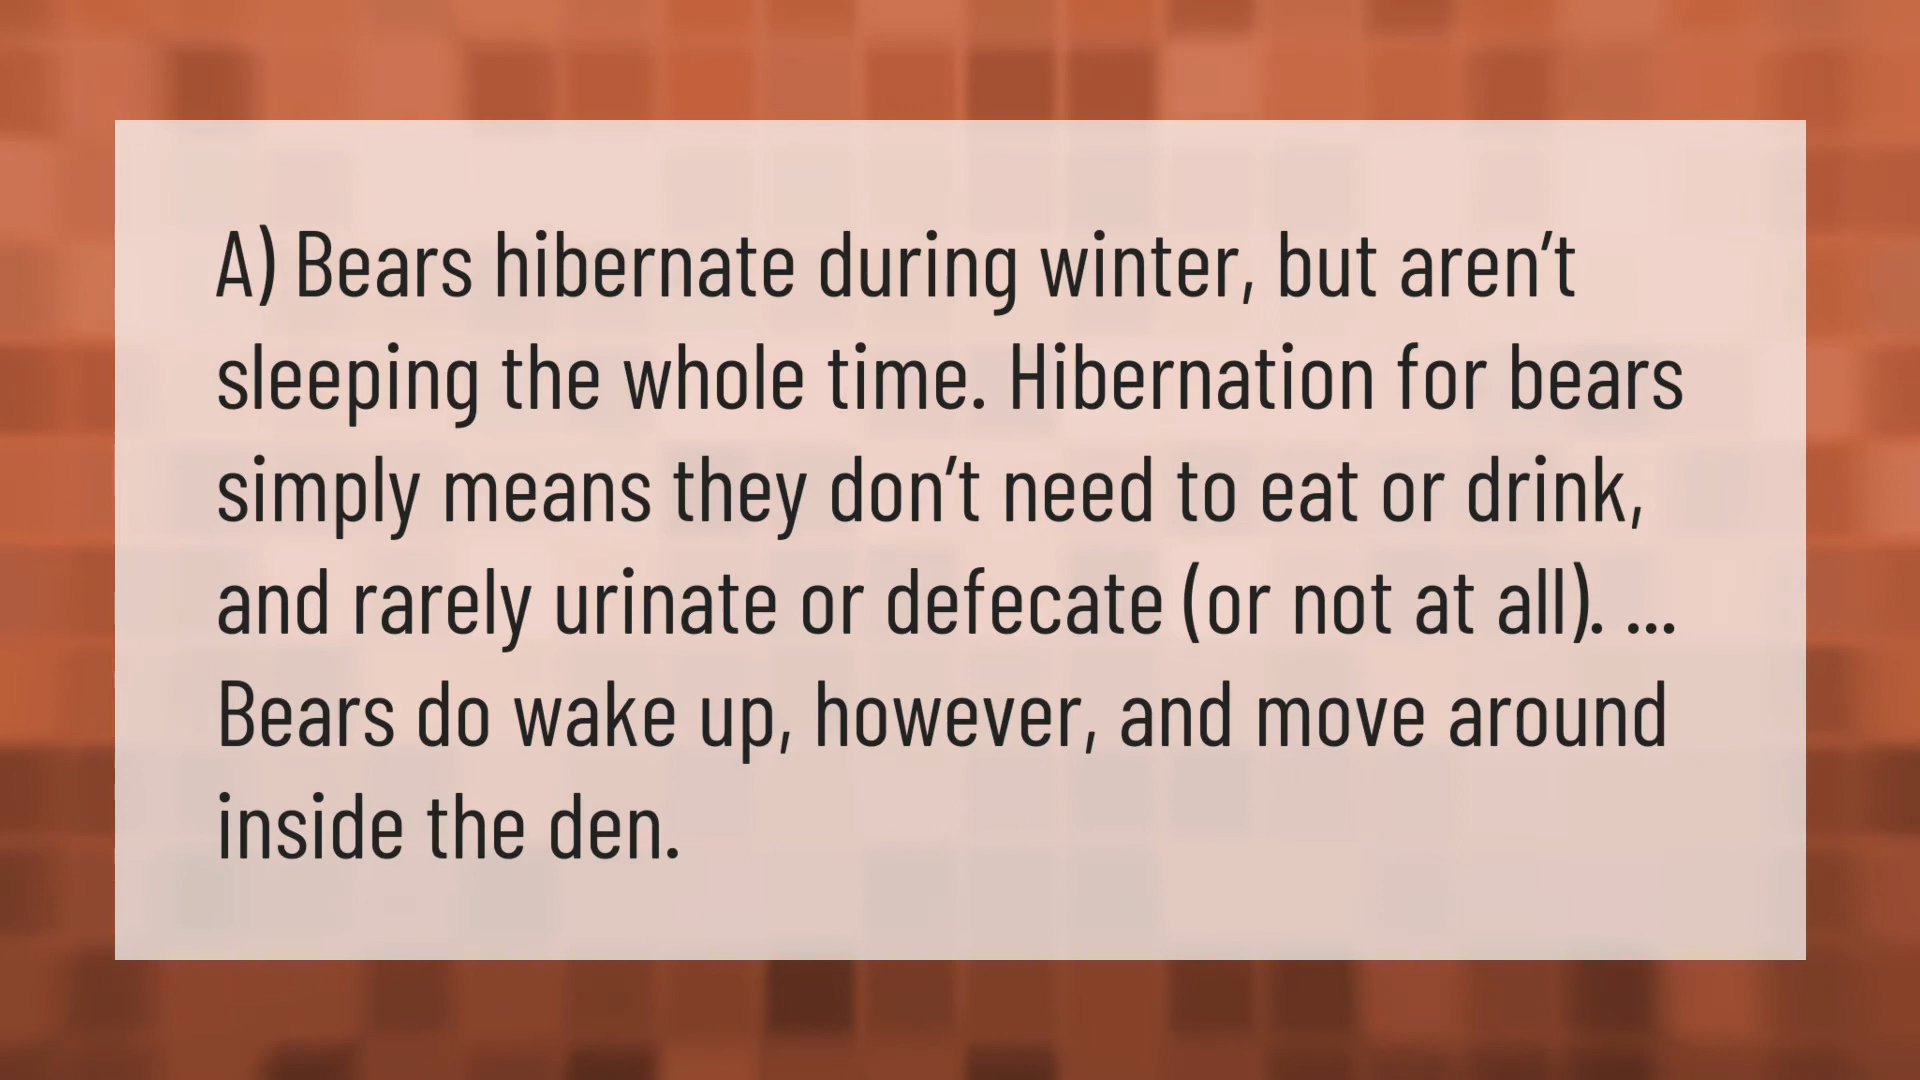 A) Bears hibernate during winter, but aren’t
sleeping the whole time. Hibernation for bears
simply means they don’t need to eat or drink,
and rarely urinate or defecate (or not at all). ...
Bears do wake up, however, and move around
inside the den.